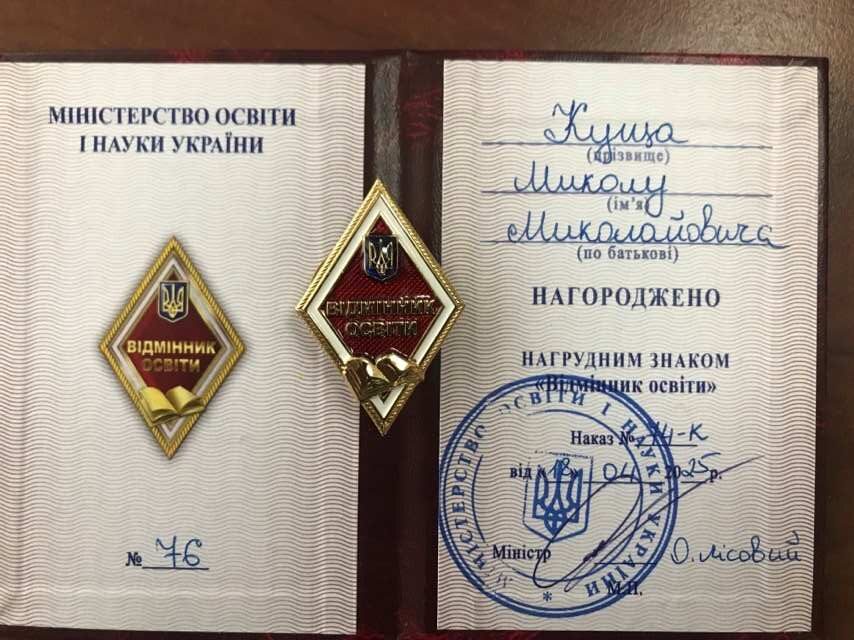 МІНІСТЕРСТВО ОСВІТИ
І НАУКИ УКРАЇНИ
ВІДМІННИК
ОСВІТИ
№ 76
ВІДМІННИК
ОСВІТИ
Куща
(прізвище)
Миколу
(ім'я)
Миколайовича
(по батькові)
НАГОРОДЖЕНО
НАГРУДНИМ ЗНАКОМ
«Відмінник освіти»
Наказ №
від «18» 04 2025 р.
Міністр О. Лісовий
М.П.
МІНІСТЕРСТВО ОСВІТИ І НАУКИ УКРАЇНИ *